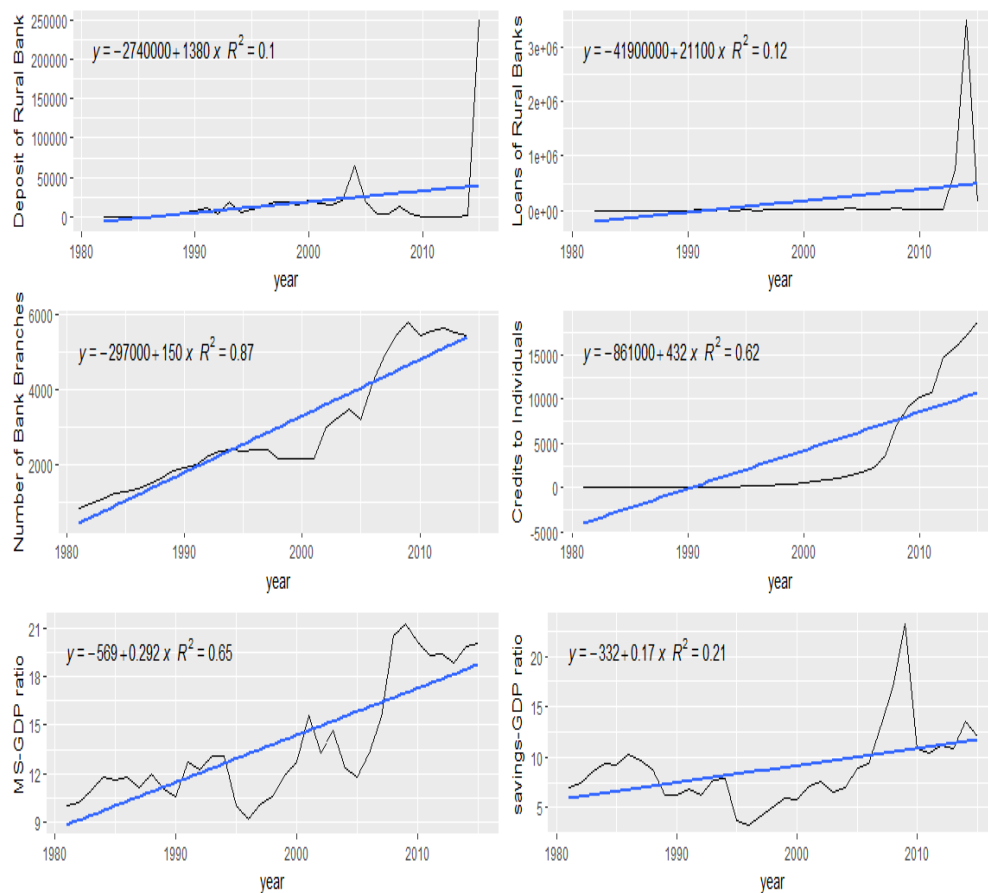 Deposit of Rural Bank
250000
200000
150000
100000
50000
0
y = −2740000 + 1380 x R² = 0.1
1980 1990 2000 2010
year
Loans of Rural Banks
3e+06
2e+06
1e+06
0e+00
y = −41900000 + 21100 x R² = 0.12
1980 1990 2000 2010
year
Number of Bank Branches
6000
4000
2000
y = −297000 + 150 x R² = 0.87
1980 1990 2000 2010
year
Credits to Individuals
15000
10000
5000
0
-5000
y = −861000 + 432 x R² = 0.62
1980 1990 2000 2010
year
MS-GDP ratio
21
18
15
12
9
y = −569 + 0.292 x R² = 0.65
1980 1990 2000 2010
year
savings-GDP ratio
20
15
10
5
y = −332 + 0.17 x R² = 0.21
1980 1990 2000 2010
year